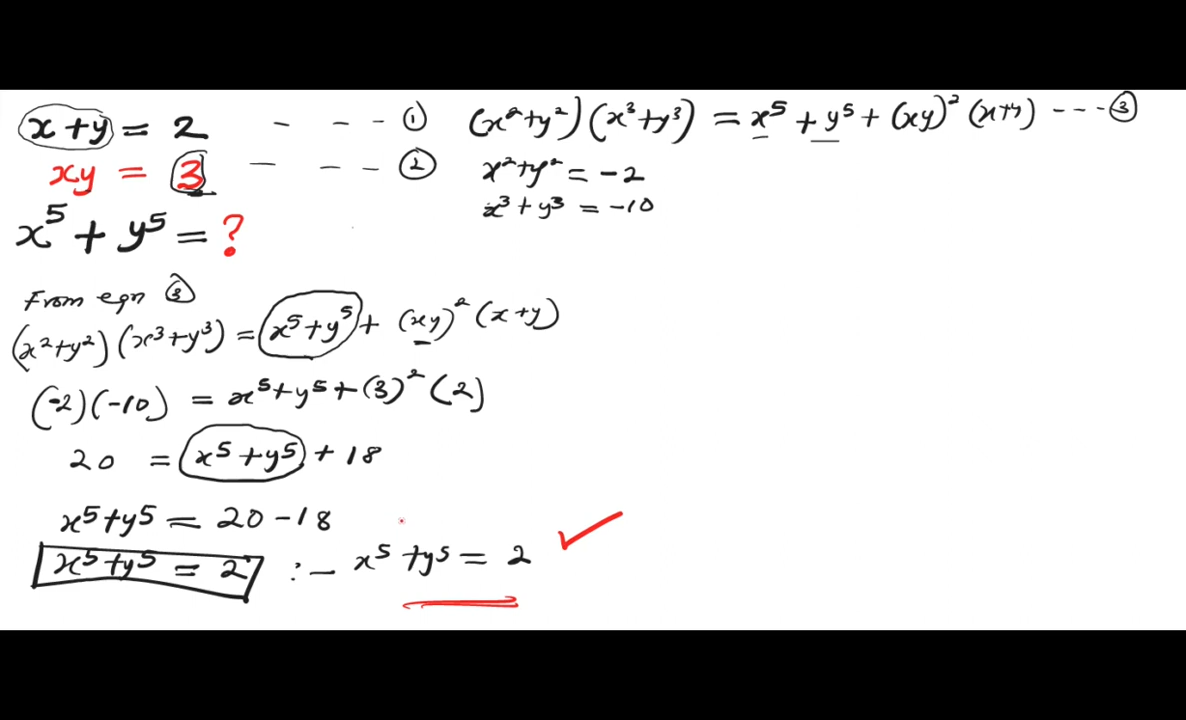 x + y = 2 - - - ①
xy = 3 - - - ②
x⁵ + y⁵ = ?
(x²+y²)(x³+y³) = x⁵ + y⁵ + (xy)² (x+y) - - - ③
x²+y² = -2
x³ + y³ = -10
From eqn ③
(x²+y²)(x³+y³) = x⁵+y⁵ + (xy)² (x+y)
(-2)(-10) = x⁵+y⁵+(3)² (2)
20 = x⁵+y⁵ + 18
x⁵+y⁵ = 20 - 18
x⁵+y⁵ = 2 :- x⁵ + y⁵ = 2 ✓